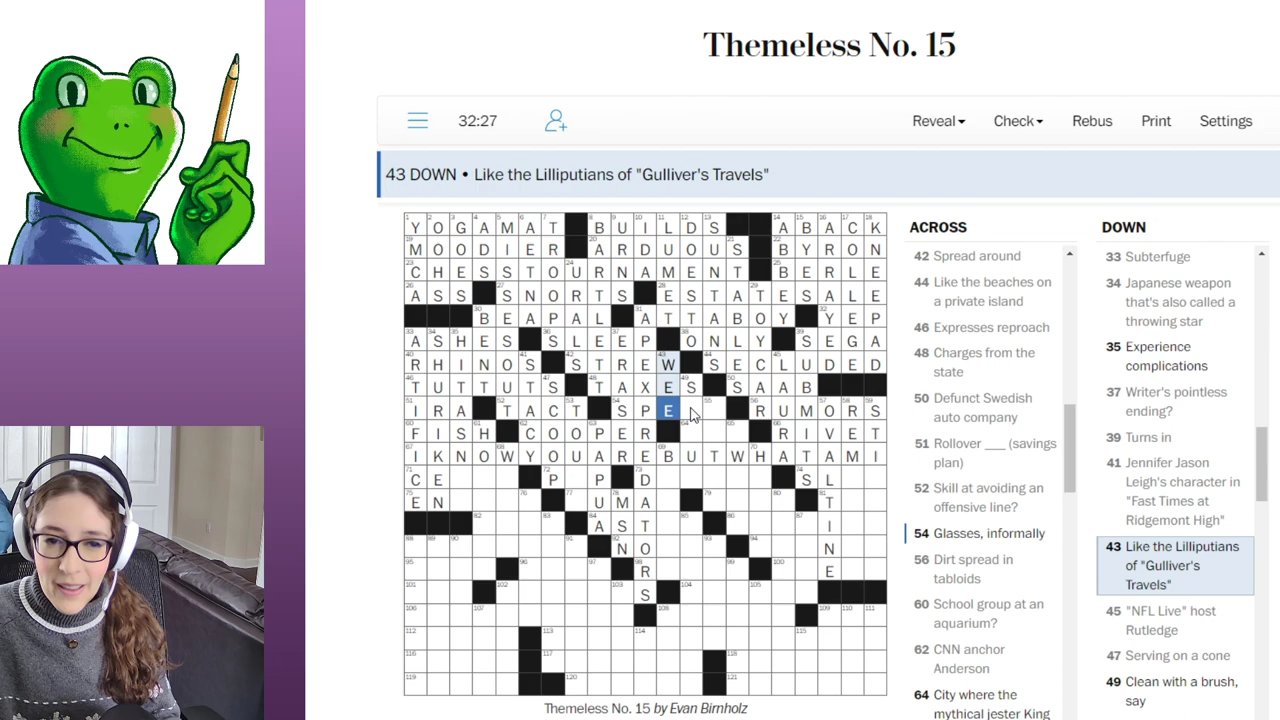 Themeless No. 15
32:27
Reveal
Check
Rebus
Print
Settings
43 DOWN • Like the Lilliputians of "Gulliver's Travels"
YOGAMAT BUILDS ABACK
MOODIER ARDUOUS BYRON
CHESSTOURNAMENT BERLE
ASS SNORTS ESTATESALE
BEAPAL ATTABOY YEP
ASHES SLEEP ONLY SEGA
RHINOS STREW SECLUDED
TUTTUTS TAXES SAAB
IRA TACT SPE RUMORS
FISH COOPER RIVET
IKNOWYOUAREBUTWHATAMI
CE P P D SL
EN UMA T
AST T I
N O N
R E
S
Themeless No. 15 by Evan Birnholz
ACROSS
42 Spread around
44 Like the beaches on
a private island
46 Expresses reproach
48 Charges from the
state
50 Defunct Swedish
auto company
51 Rollover ___ (savings
plan)
52 Skill at avoiding an
offensive line?
54 Glasses, informally
56 Dirt spread in
tabloids
60 School group at an
aquarium?
62 CNN anchor
Anderson
64 City where the
mythical jester King
DOWN
33 Subterfuge
34 Japanese weapon
that's also called a
throwing star
35 Experience
complications
37 Writer's pointless
ending?
39 Turns in
41 Jennifer Jason
Leigh's character in
"Fast Times at
Ridgemont High"
43 Like the Lilliputians
of "Gulliver's
Travels"
45 "NFL Live" host
Rutledge
47 Serving on a cone
49 Clean with a brush,
say